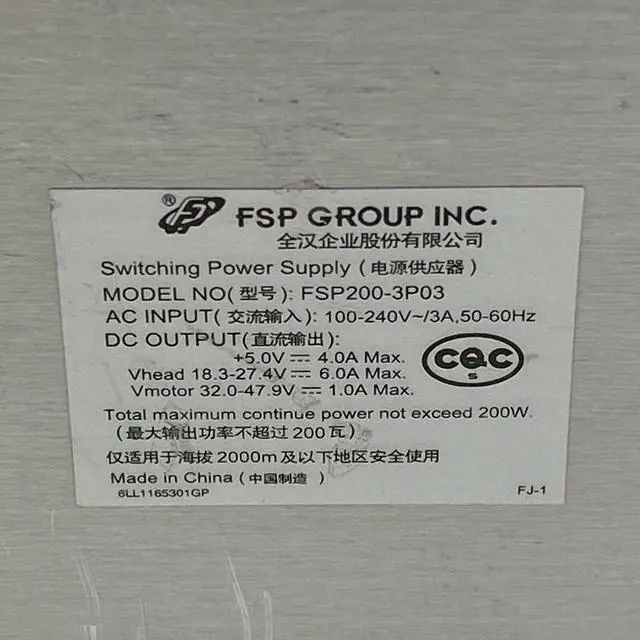 ® FSP GROUP INC.
全汉企业股份有限公司
Switching Power Supply (电源供应器)
MODEL NO(型号): FSP200-3P03
AC INPUT(交流输入): 100-240V~/3A,50-60Hz
DC OUTPUT(直流输出):
+5.0V ⎓ 4.0A Max.
Vhead 18.3-27.4V ⎓ 6.0A Max.
Vmotor 32.0-47.9V ⎓ 1.0A Max.
CQC
S
Total maximum continue power not exceed 200W.
(最大输出功率不超过200瓦)
仅适用于海拔2000m及以下地区安全使用
Made in China (中国制造)
6LL1165301GP
FJ-1